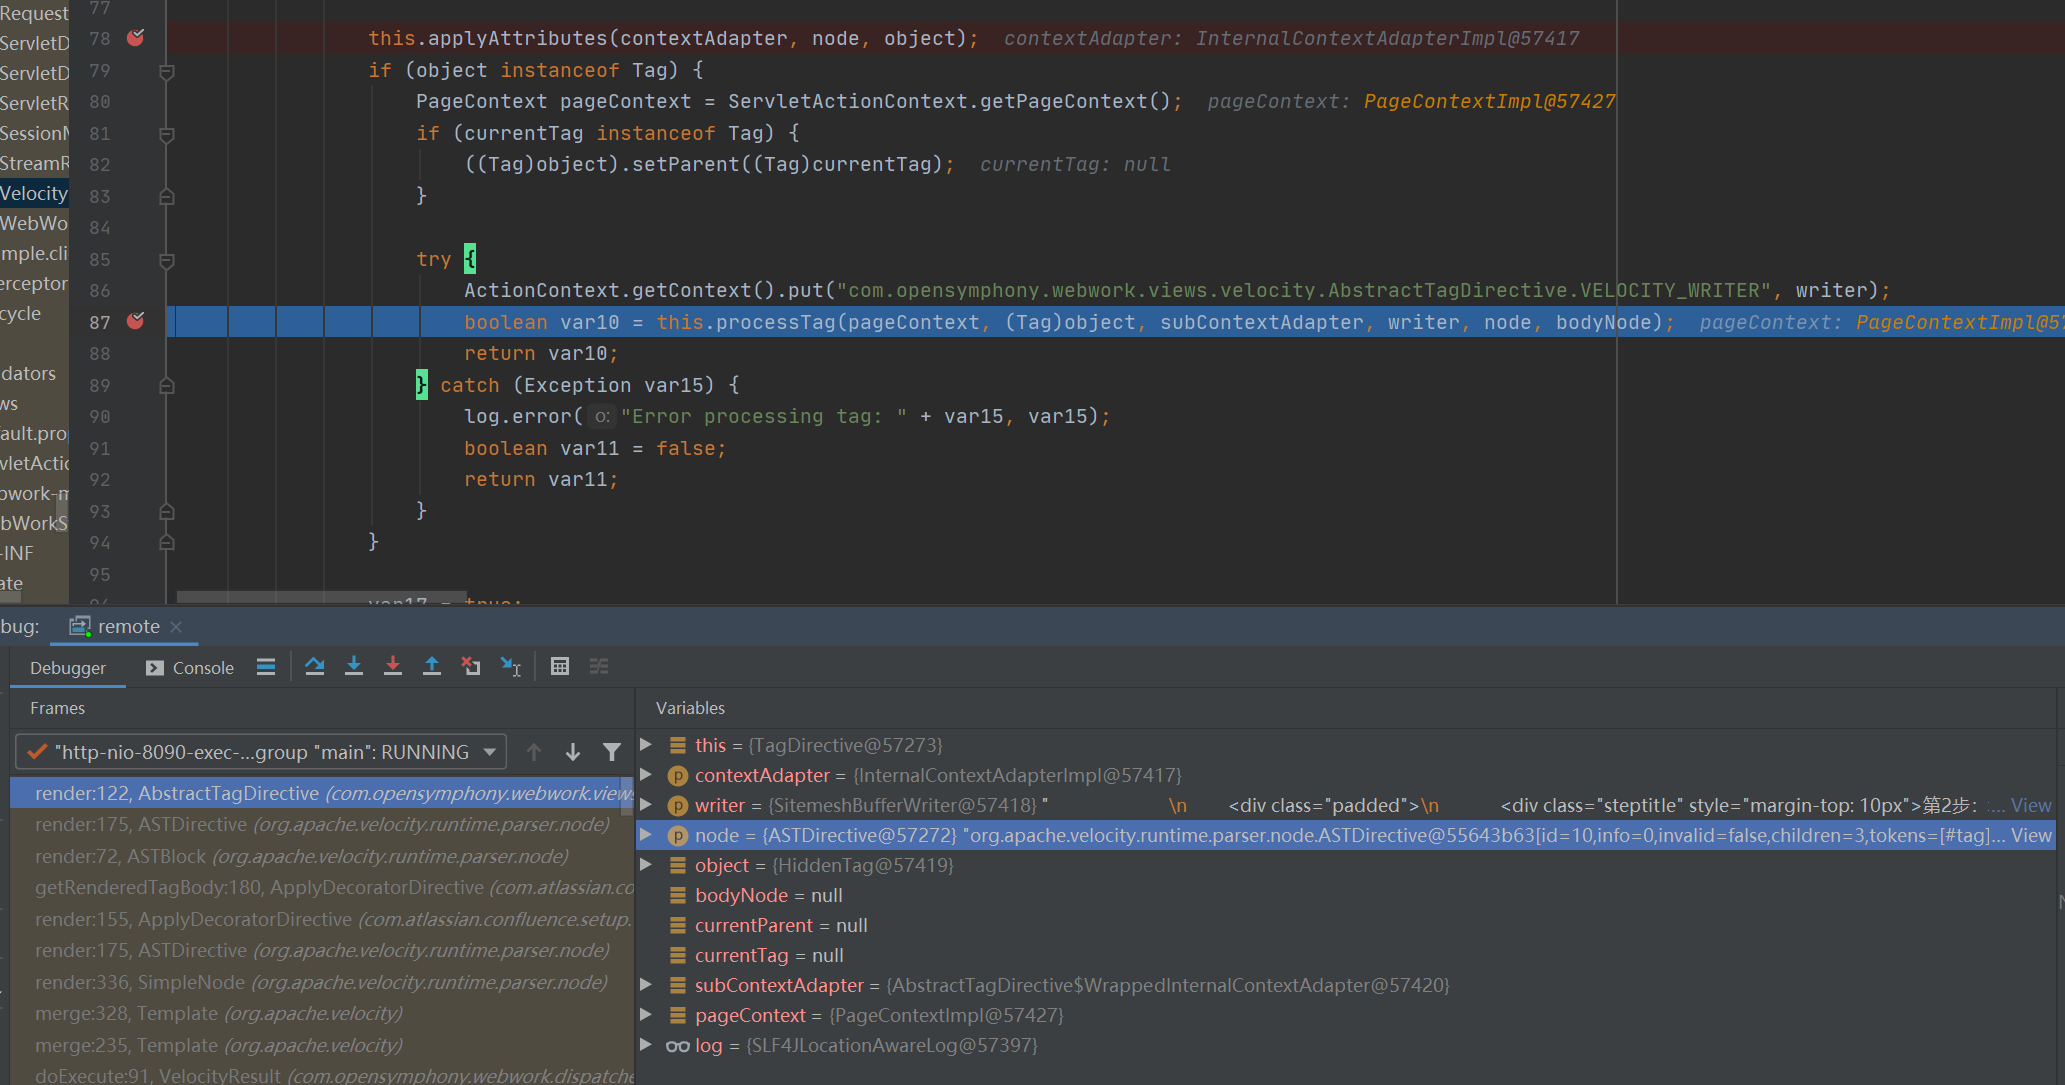 Request
ServletD
ServletD
ServletR
SessionM
StreamR
Velocity
WebWo
mple.cli
erceptor
cycle
dators
ws
fault.pro
vletActic
bWorkS
-INF
ate
77
78 this.applyAttributes(contextAdapter, node, object); contextAdapter: InternalContextAdapterImpl@57417
79 if (object instanceof Tag) {
80 PageContext pageContext = ServletActionContext.getPageContext(); pageContext: PageContextImpl@57427
81 if (currentTag instanceof Tag) {
82 ((Tag)object).setParent((Tag)currentTag); currentTag: null
83 }
84
85 try {
86 ActionContext.getContext().put("com.opensymphony.webwork.views.velocity.AbstractTagDirective.VELOCITY_WRITER", writer);
87 boolean var10 = this.processTag(pageContext, (Tag)object, subContextAdapter, writer, node, bodyNode); pageContext: PageContextImpl@57
88 return var10;
89 } catch (Exception var15) {
90 log.error( o: "Error processing tag: " + var15, var15);
91 boolean var11 = false;
92 return var11;
93 }
94 }
95
bug: remote
Debugger Console
Frames
"http-nio-8090-exec-...group "main": RUNNING
render:122, AbstractTagDirective (com.opensymphony.webwork.views
render:175, ASTDirective (org.apache.velocity.runtime.parser.node)
render:72, ASTBlock (org.apache.velocity.runtime.parser.node)
getRenderedTagBody:180, ApplyDecoratorDirective (com.atlassian.co
render:155, ApplyDecoratorDirective (com.atlassian.confluence.setup.
render:175, ASTDirective (org.apache.velocity.runtime.parser.node)
render:336, SimpleNode (org.apache.velocity.runtime.parser.node)
merge:328, Template (org.apache.velocity)
merge:235, Template (org.apache.velocity)
doExecute:91, VelocityResult (com.opensymphony.webwork.dispatche
Variables
this = {TagDirective@57273}
contextAdapter = {InternalContextAdapterImpl@57417}
writer = {SitemeshBufferWriter@57418} " \n <div class="padded">\n <div class="steptitle" style="margin-top: 10px">第2步: ... View
node = {ASTDirective@57272} "org.apache.velocity.runtime.parser.node.ASTDirective@55643b63[id=10,info=0,invalid=false,children=3,tokens=[#tag]... View
object = {HiddenTag@57419}
bodyNode = null
currentParent = null
currentTag = null
subContextAdapter = {AbstractTagDirective$WrappedInternalContextAdapter@57420}
pageContext = {PageContextImpl@57427}
log = {SLF4JLocationAwareLog@57397}